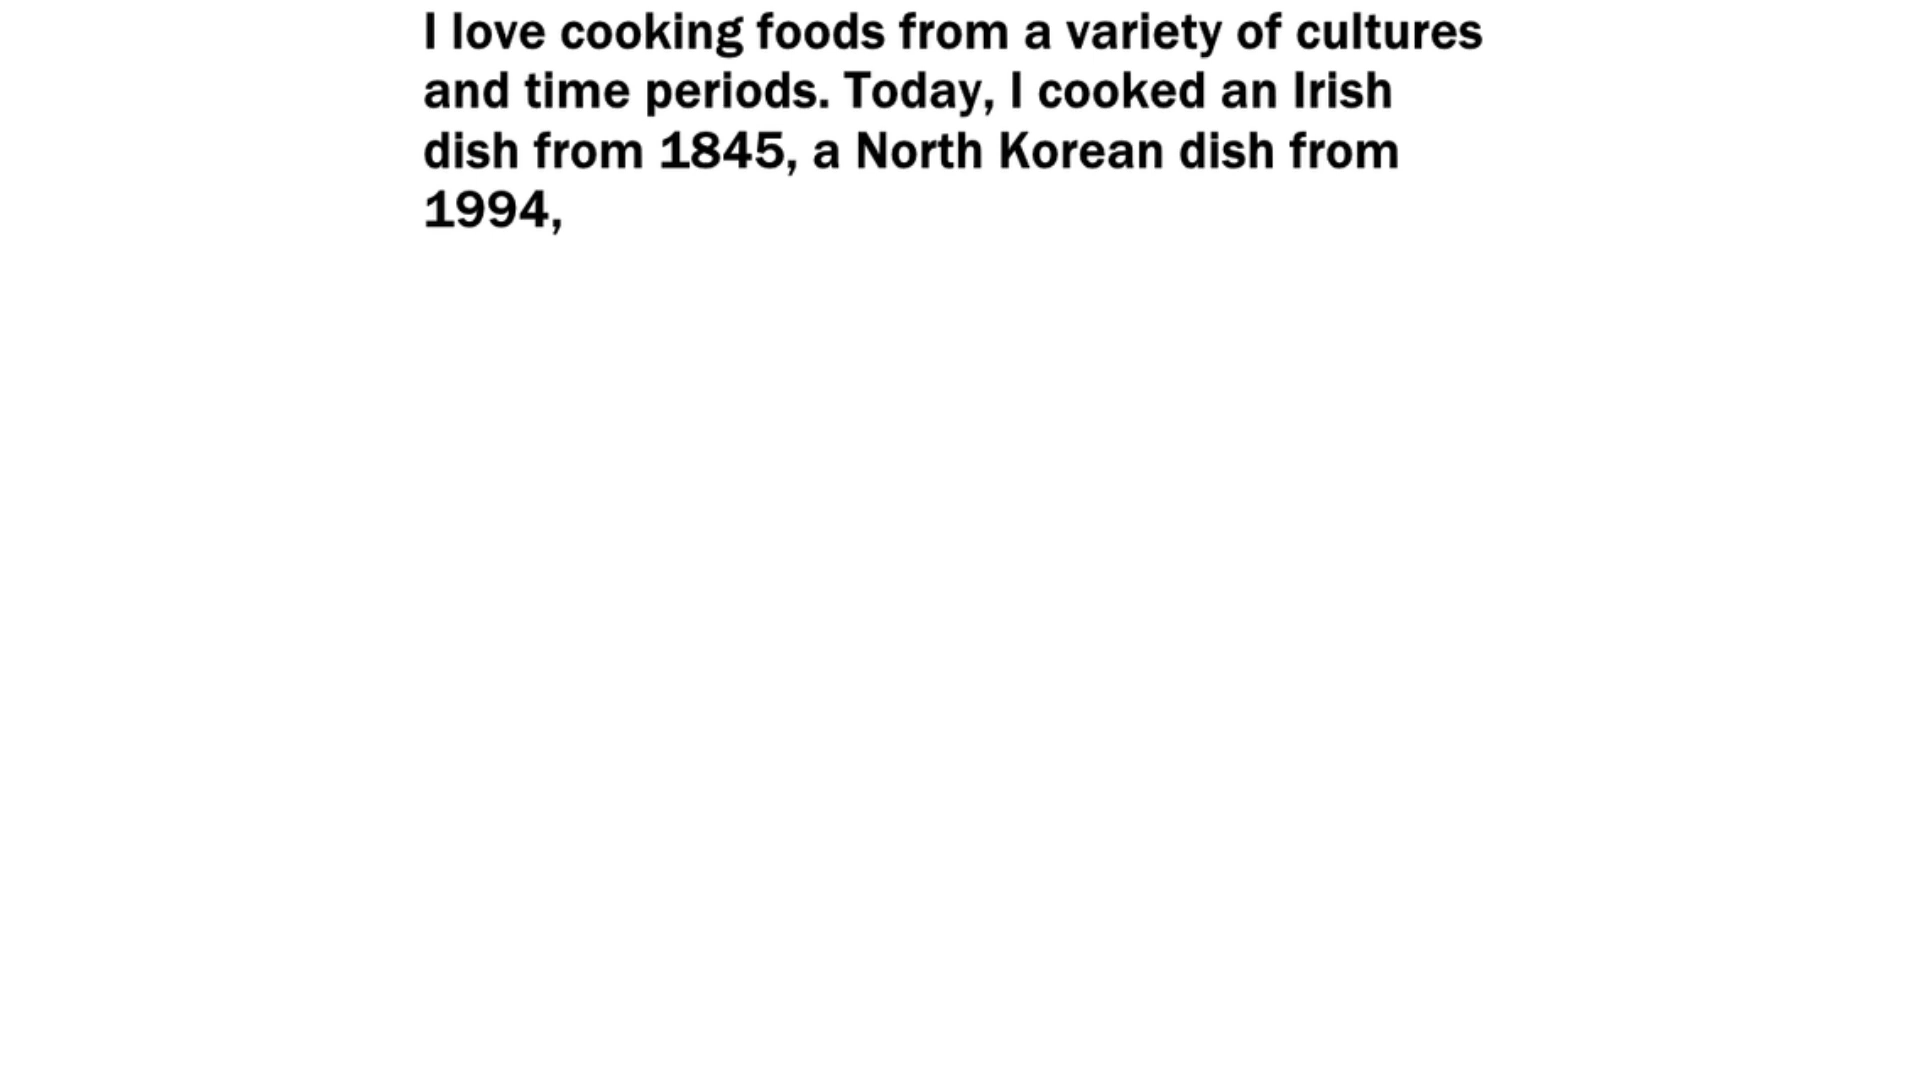 I love cooking foods from a variety of cultures
and time periods. Today, I cooked an Irish
dish from 1845, a North Korean dish from
1994,